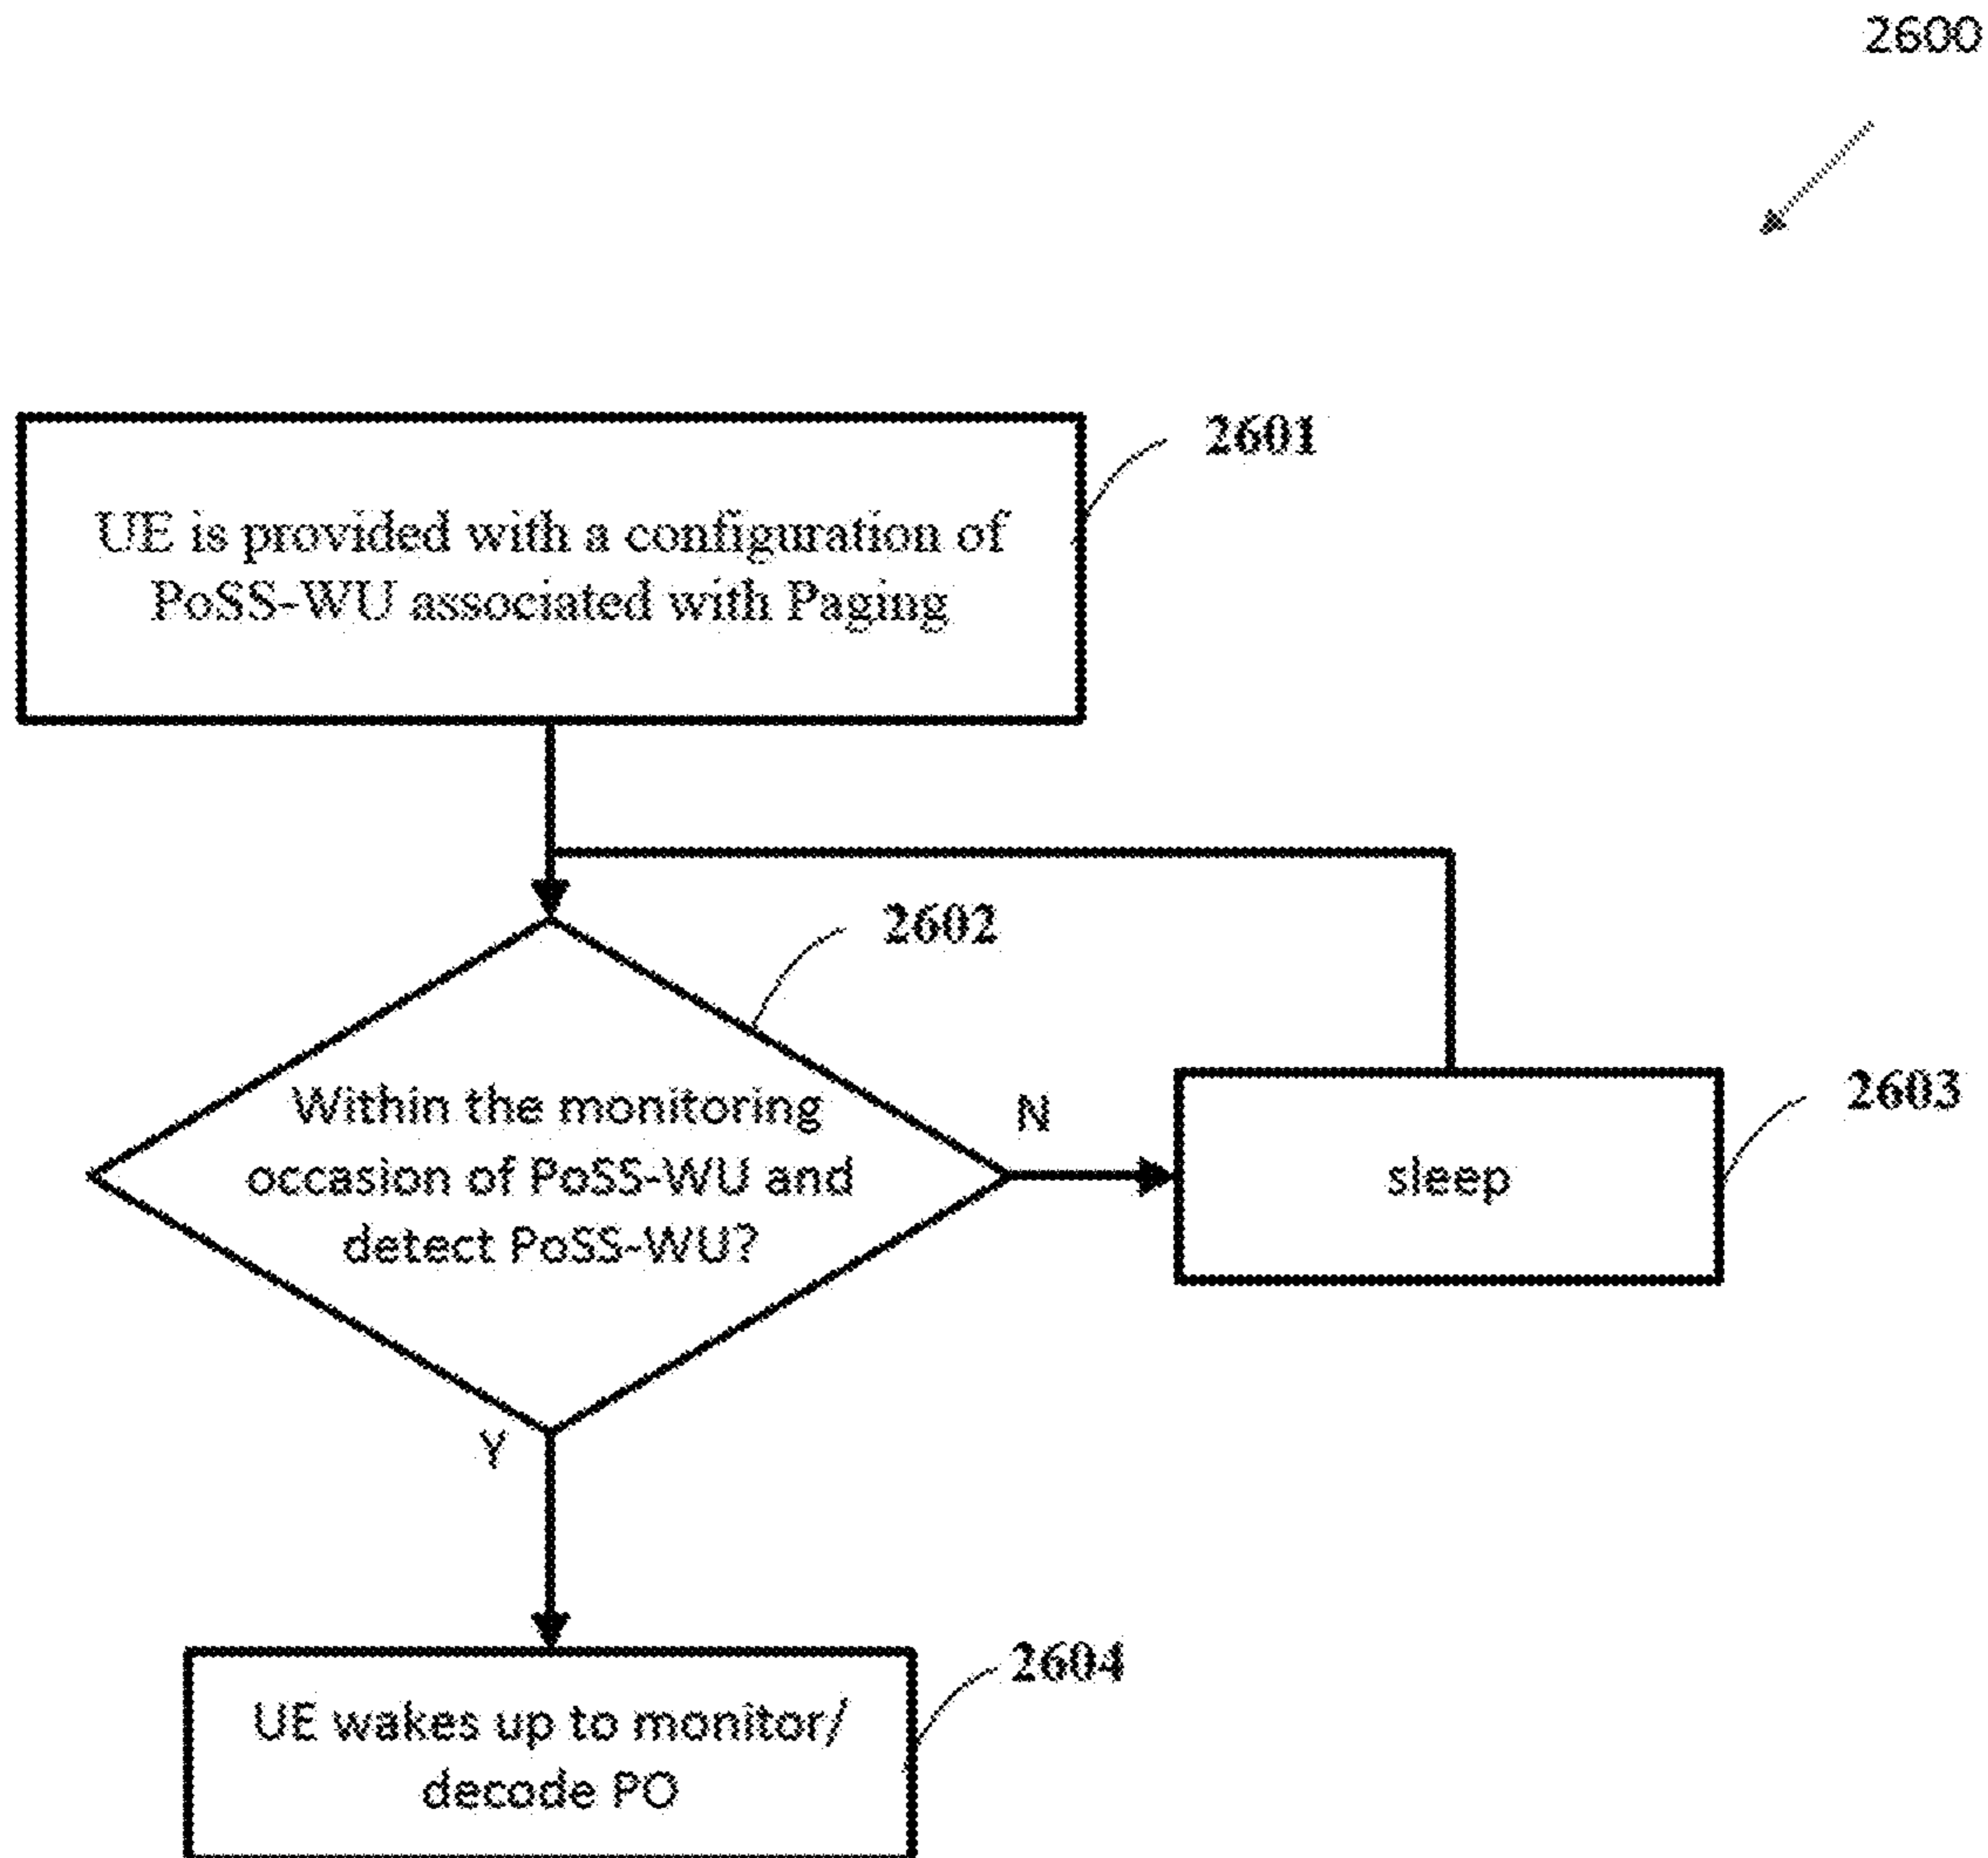 2600
2601
UE is provided with a configuration of
PoSS-WU associated with Paging
2602
Within the monitoring
occasion of PoSS-WU and
detect PoSS-WU?
N
2603
sleep
Y
2604
UE wakes up to monitor/
decode PO